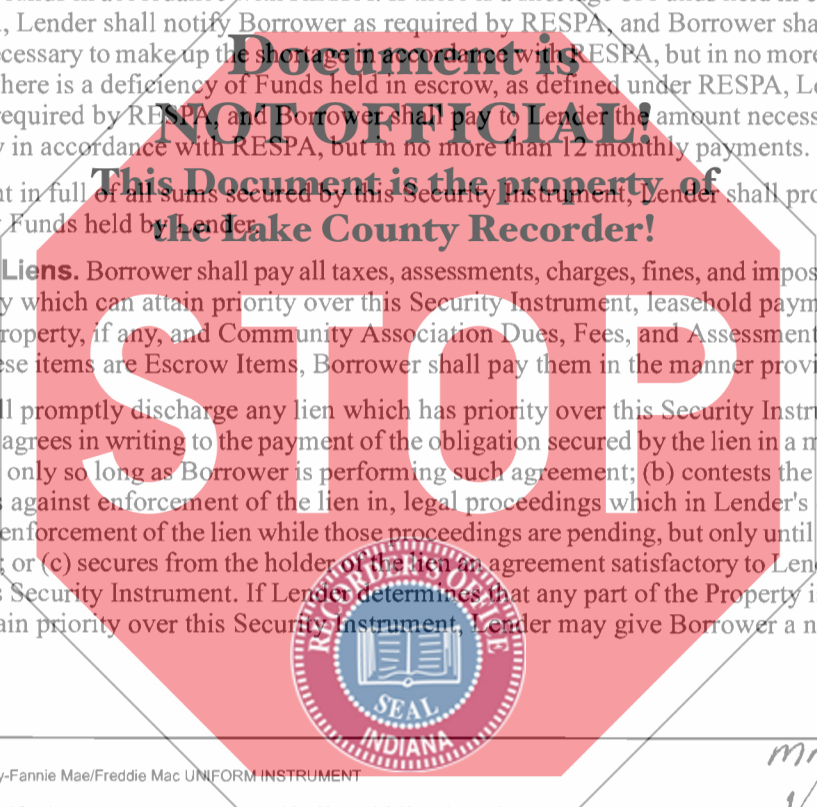 , Lender shall notify Borrower as required by RESPA, and Borrower sha
cessary to make up the shortage in accordance with RESPA, but in no more
Document is
here is a deficiency of Funds held in escrow, as defined under RESPA, Le
required by RESPA, and Borrower shall pay to Lender the amount necess
NOT OFFICIAL!
y in accordance with RESPA, but in no more than 12 monthly payments.
nt in full of all sums secured by this Security Instrument, Lender shall pro
This Document is the property of
Funds held by Lender.
the Lake County Recorder!
Liens. Borrower shall pay all taxes, assessments, charges, fines, and impos
y which can attain priority over this Security Instrument, leasehold paym
roperty, if any, and Community Association Dues, Fees, and Assessment
ese items are Escrow Items, Borrower shall pay them in the manner provi
STOP
ll promptly discharge any lien which has priority over this Security Instru
agrees in writing to the payment of the obligation secured by the lien in a m
only so long as Borrower is performing such agreement; (b) contests the
s against enforcement of the lien in, legal proceedings which in Lender's
enforcement of the lien while those proceedings are pending, but only until
; or (c) secures from the holder of the lien an agreement satisfactory to Lend
s Security Instrument. If Lender determines that any part of the Property i
ain priority over this Security Instrument, Lender may give Borrower a n
RECORDER'S OFFICE
SEAL
INDIANA
y-Fannie Mae/Freddie Mac UNIFORM INSTRUMENT